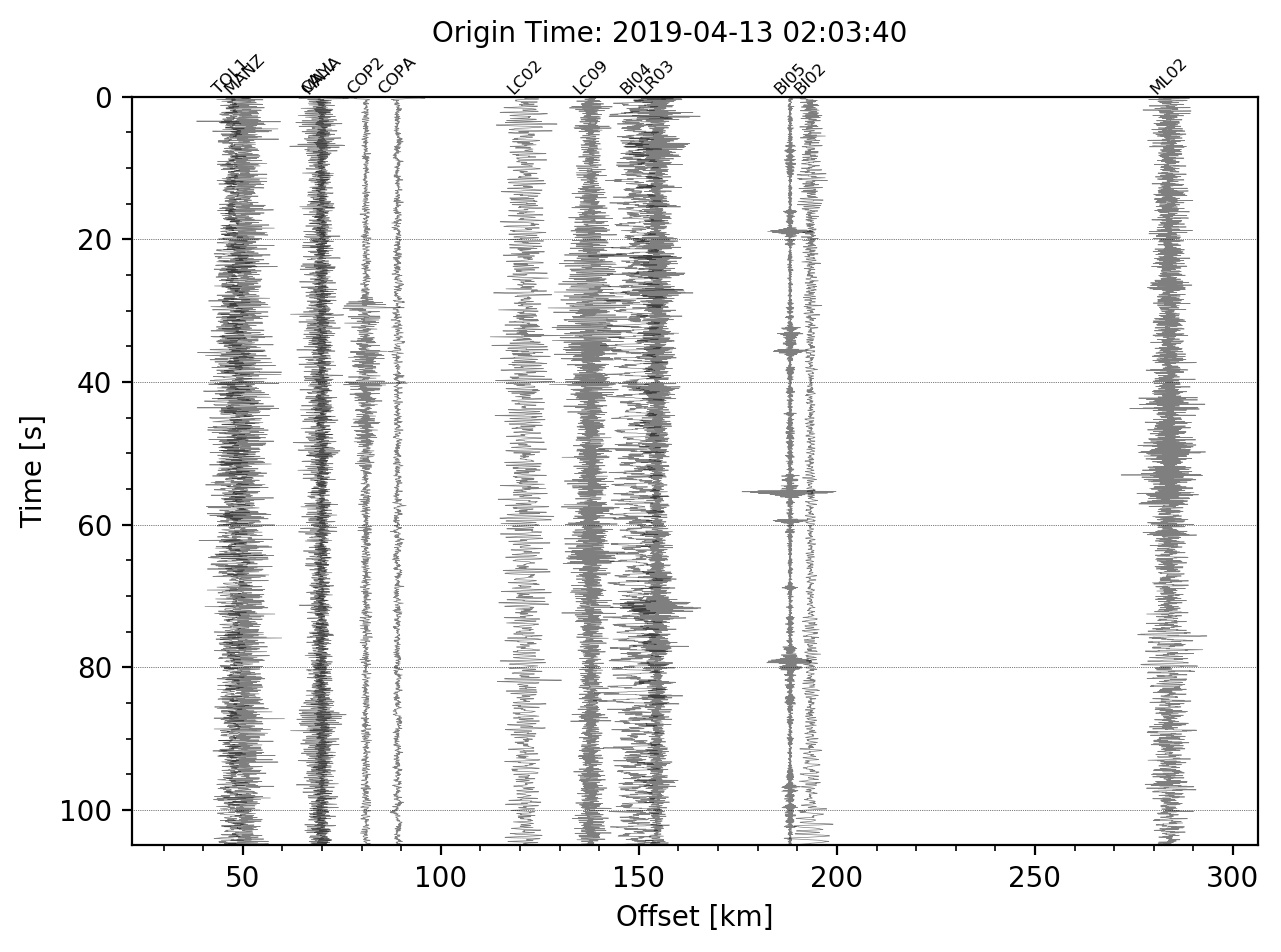 Origin Time: 2019-04-13 02:03:40
TOL1 MANZ MALA COP2 COPA LC02 LC09 BI04 LR03 BI05 BI02 ML02
0
20
40
60
80
100
Time [s]
50 100 150 200 250 300
Offset [km]